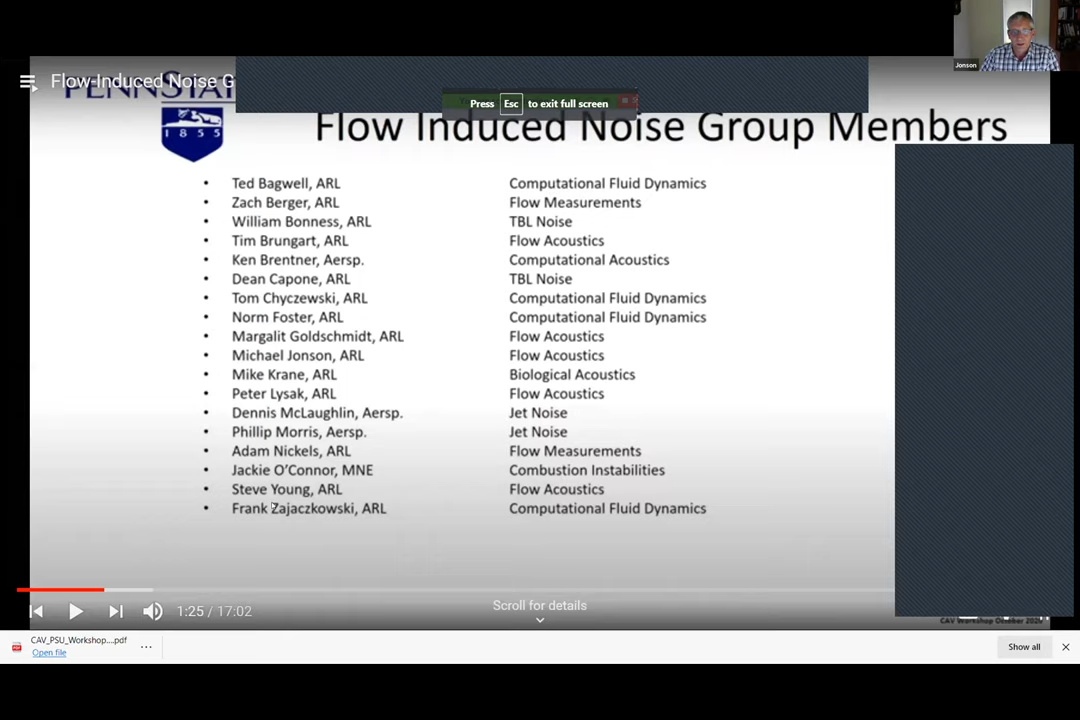 Jonson
PENNSTAT
Flow-Induced Noise G
Press Esc to exit full screen
1855
Flow Induced Noise Group Members
• Ted Bagwell, ARL Computational Fluid Dynamics
• Zach Berger, ARL Flow Measurements
• William Bonness, ARL TBL Noise
• Tim Brungart, ARL Flow Acoustics
• Ken Brentner, Aersp. Computational Acoustics
• Dean Capone, ARL TBL Noise
• Tom Chyczewski, ARL Computational Fluid Dynamics
• Norm Foster, ARL Computational Fluid Dynamics
• Margalit Goldschmidt, ARL Flow Acoustics
• Michael Jonson, ARL Flow Acoustics
• Mike Krane, ARL Biological Acoustics
• Peter Lysak, ARL Flow Acoustics
• Dennis McLaughlin, Aersp. Jet Noise
• Phillip Morris, Aersp. Jet Noise
• Adam Nickels, ARL Flow Measurements
• Jackie O'Connor, MNE Combustion Instabilities
• Steve Young, ARL Flow Acoustics
• Frank Zajaczkowski, ARL Computational Fluid Dynamics
1:25 / 17:02
Scroll for details
CAV Workshop October 2020
CAV_PSU_Workshop....pdf
Open file
Show all